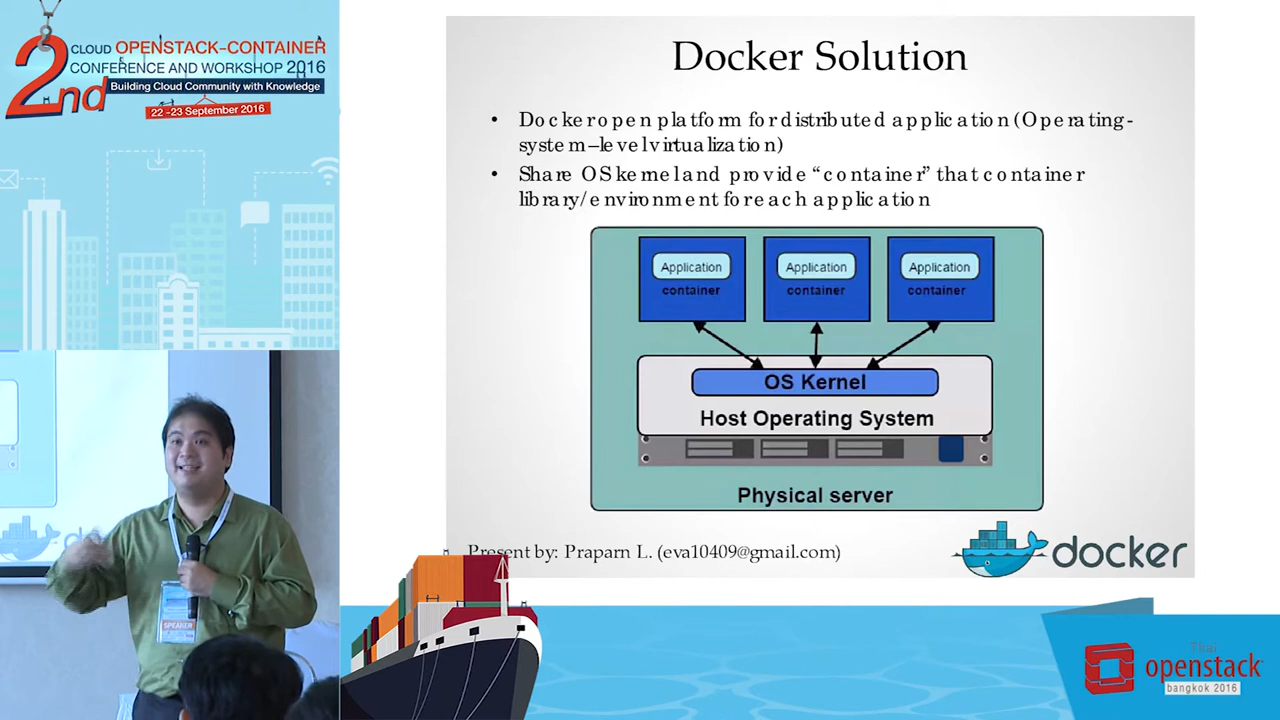 2nd
CLOUD OPENSTACK-CONTAINER
CONFERENCE AND WORKSHOP 2016
Building Cloud Community with Knowledge
22 -23 September 2016
Docker Solution
• Docker open platform for distributed application (Operating-
system–level virtualization)
• Share OS kernel and provide “container” that container
library/environment for each application
Application
container
Application
container
Application
container
OS Kernel
Host Operating System
Physical server
Present by: Praparn L. (eva10409@gmail.com)
docker
SPEAKER
Thai
openstack
bangkok 2016